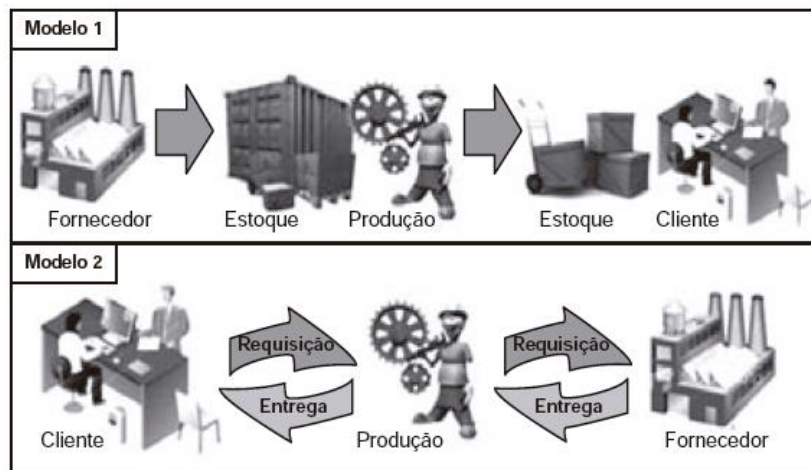 Modelo 1
Fornecedor
Estoque
Produção
Estoque
Cliente
Modelo 2
Requisição
Entrega
Requisição
Entrega
Cliente
Produção
Fornecedor